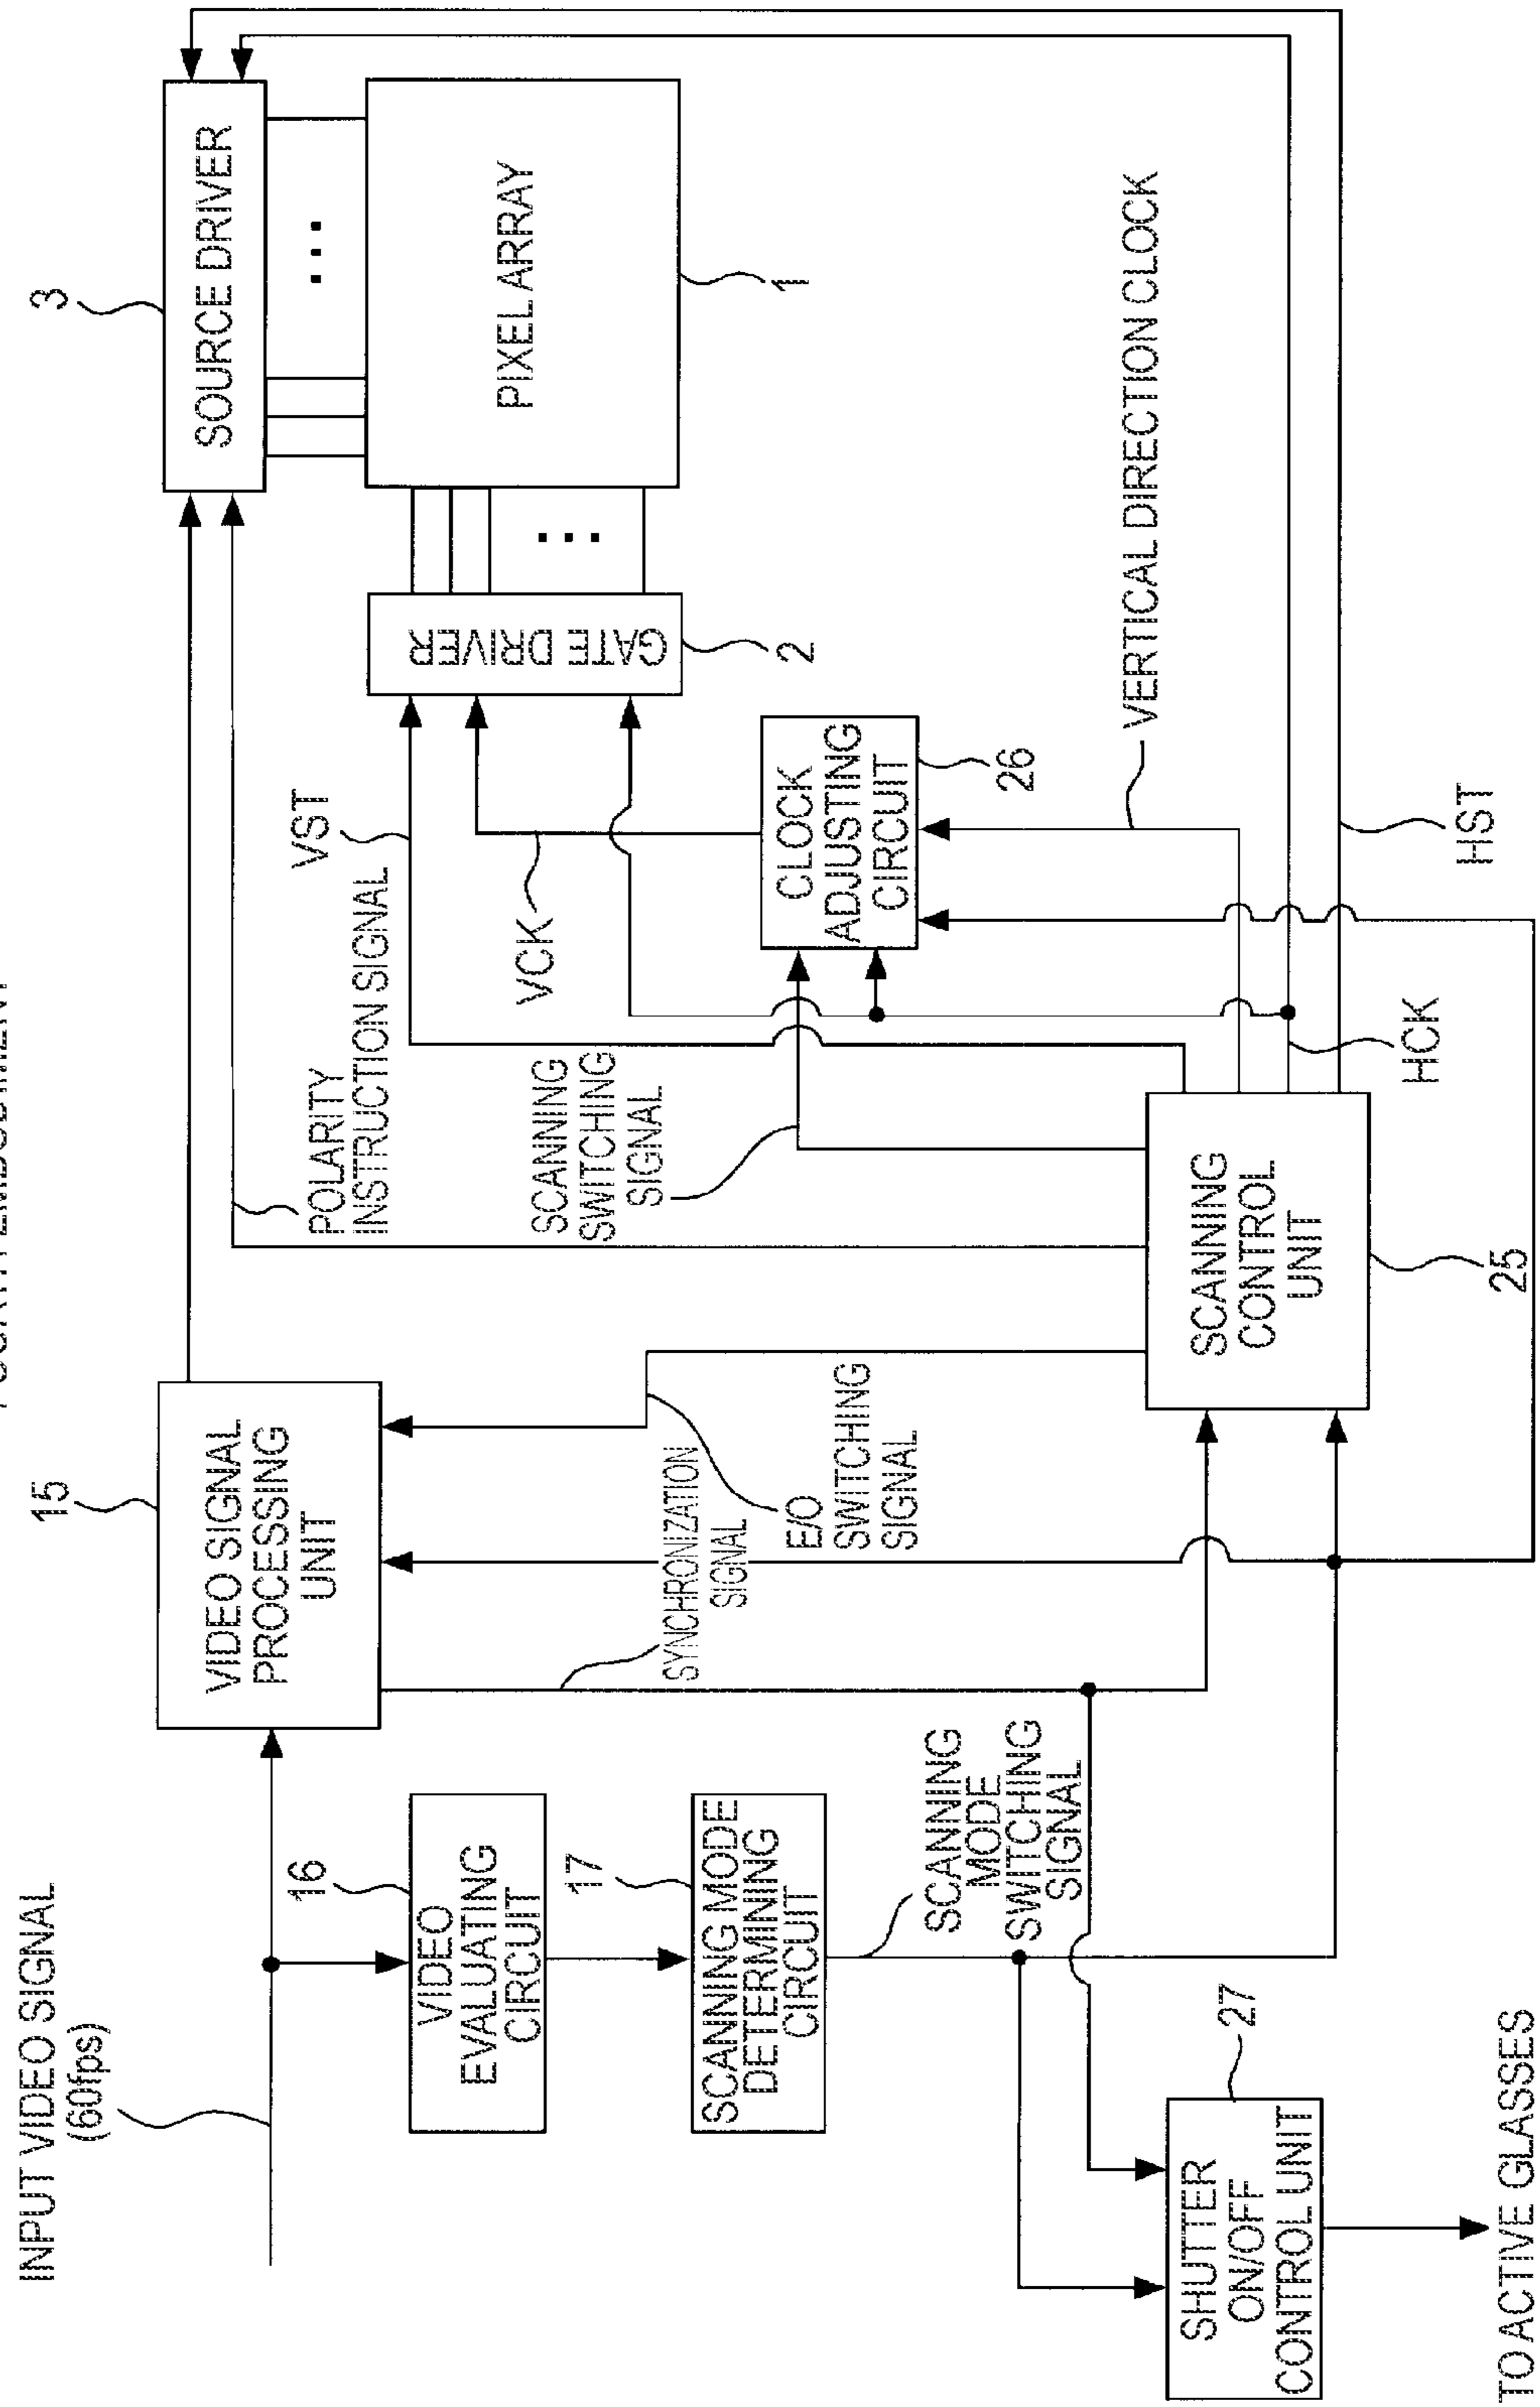 INPUT VIDEO SIGNAL
(60fps)
15
VIDEO SIGNAL
PROCESSING
UNIT
3
SOURCE DRIVER
16
VIDEO
EVALUATING
CIRCUIT
17
SCANNING MODE
DETERMINING
CIRCUIT
SYNCHRONIZATION
SIGNAL
E/O
SWITCHING
SIGNAL
POLARITY
INSTRUCTION SIGNAL
VST
VCK
SCANNING
SWITCHING
SIGNAL
GATE DRIVER
2
PIXEL ARRAY
1
CLOCK
ADJUSTING
CIRCUIT
26
VERTICAL DIRECTION CLOCK
SCANNING
MODE
SWITCHING
SIGNAL
SCANNING
CONTROL
UNIT
25
HCK
HST
SHUTTER
ON/OFF
CONTROL UNIT
27
TO ACTIVE GLASSES